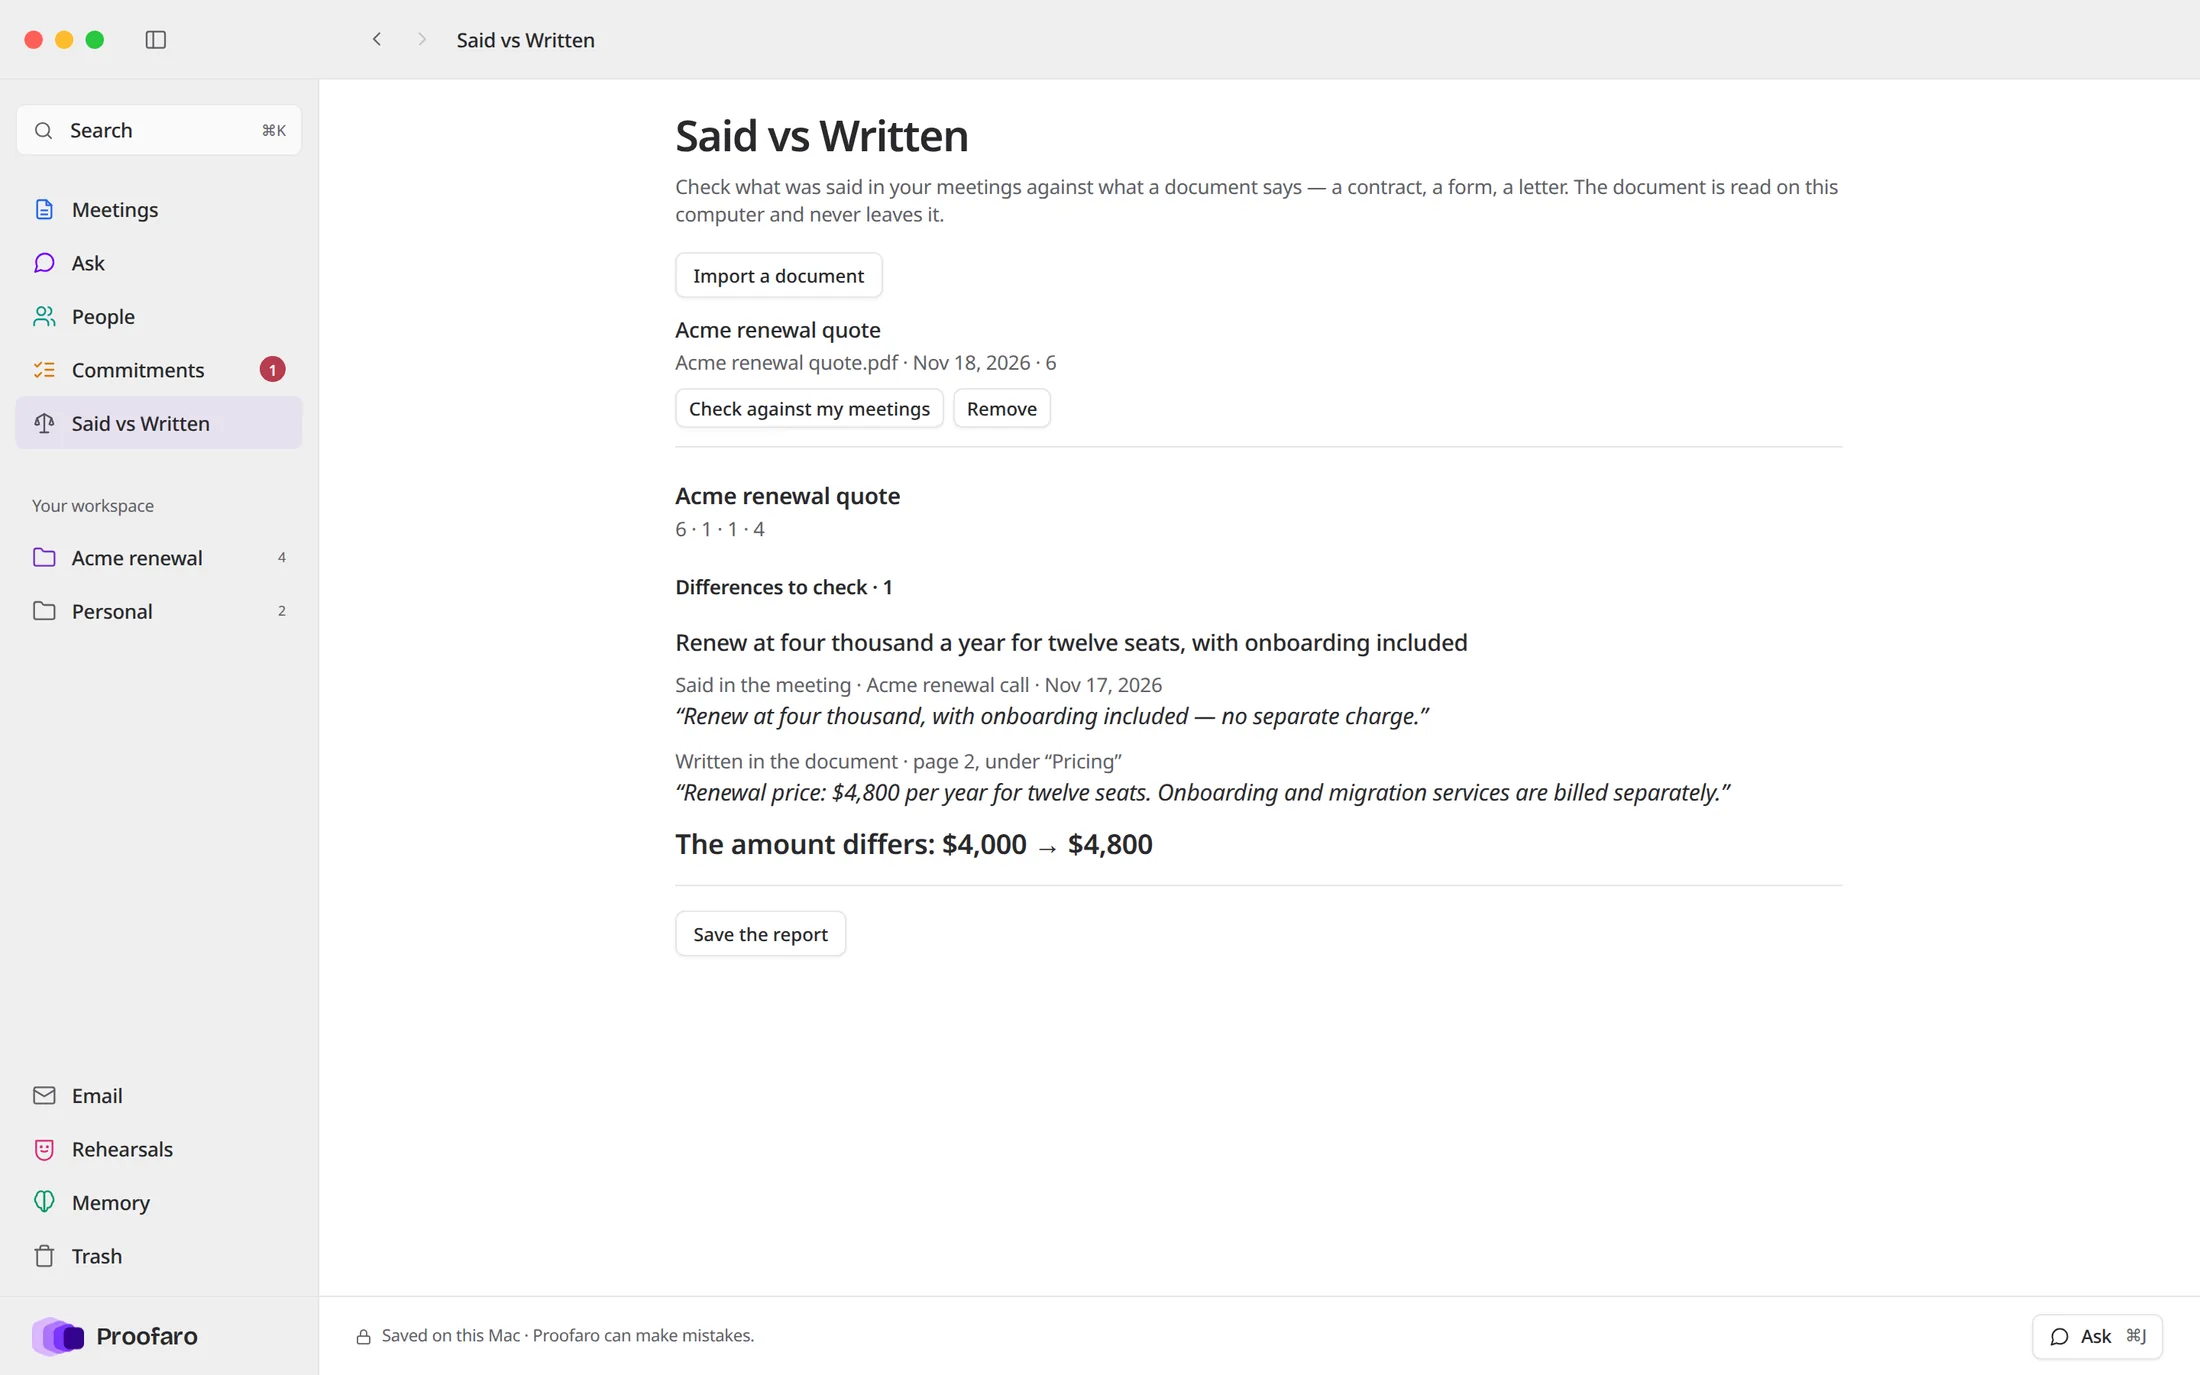 Said vs Written
Search ⌘K
Meetings
Ask
People
Commitments 1
Said vs Written
Your workspace
Acme renewal 4
Personal 2
Email
Rehearsals
Memory
Trash
Proofaro
Said vs Written
Check what was said in your meetings against what a document says — a contract, a form, a letter. The document is read on this
computer and never leaves it.
Import a document
Acme renewal quote
Acme renewal quote.pdf · Nov 18, 2026 · 6
Check against my meetings Remove
Acme renewal quote
6 · 1 · 1 · 4
Differences to check · 1
Renew at four thousand a year for twelve seats, with onboarding included
Said in the meeting · Acme renewal call · Nov 17, 2026
“Renew at four thousand, with onboarding included — no separate charge.”
Written in the document · page 2, under “Pricing”
“Renewal price: $4,800 per year for twelve seats. Onboarding and migration services are billed separately.”
The amount differs: $4,000 → $4,800
Save the report
Saved on this Mac · Proofaro can make mistakes.
Ask ⌘J